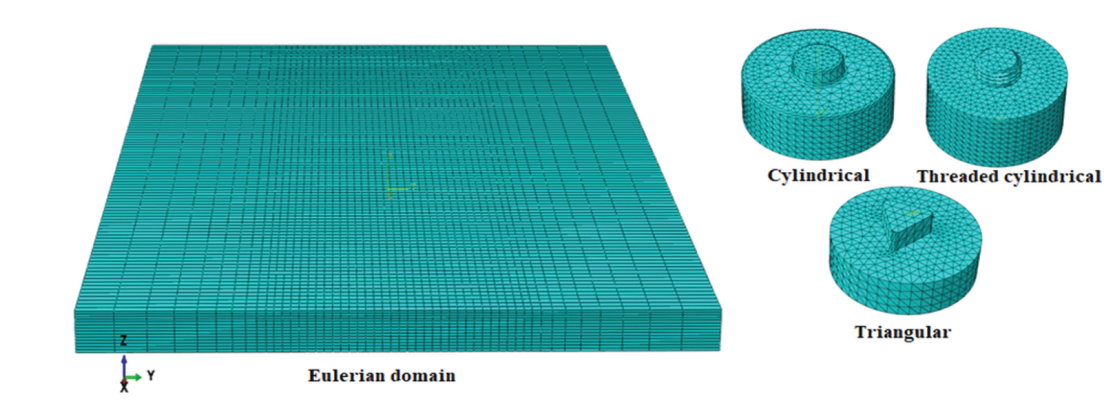 Cylindrical
Threaded cylindrical
Triangular
Z
Y
X
Eulerian domain